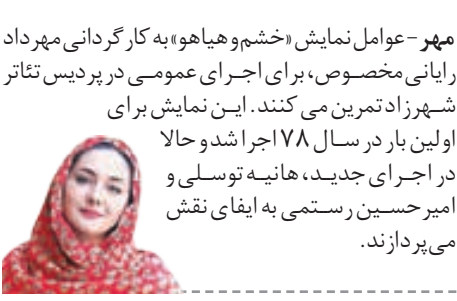 مهر - عوامل نمایش «خشم و هیاهو» به کارگردانی مهرداد
رایانی مخصوص، برای اجرای عمومی در پردیس تئاتر
شهرزاد تمرین می کنند. این نمایش برای
اولین بار در سال ۷۸ اجرا شد و حالا
در اجرای جدید، هانیه توسلی و
امیرحسین رستمی به ایفای نقش
می‌پردازند.